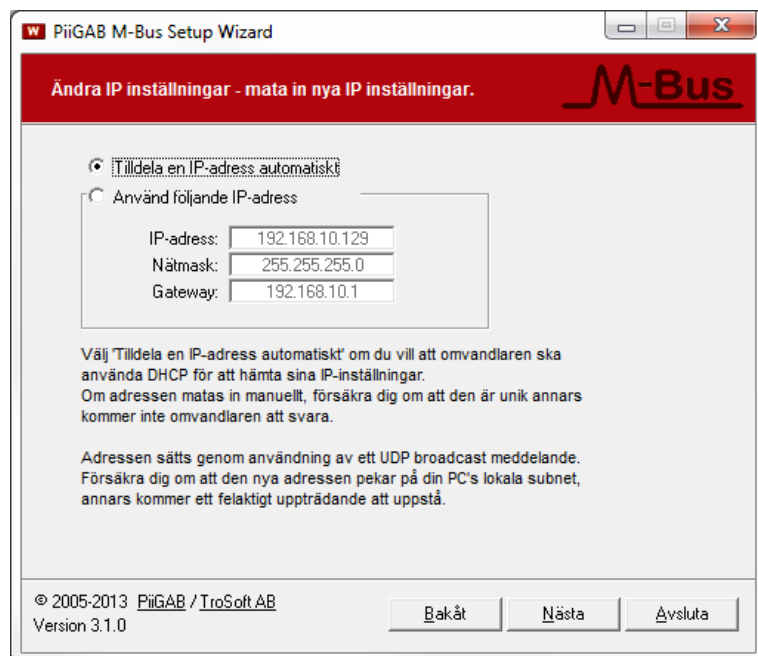 W PiiGAB M-Bus Setup Wizard
Ändra IP inställningar - mata in nya IP inställningar.
M-Bus
Tilldela en IP-adress automatiskt
Använd följande IP-adress
IP-adress: 192.168.10.129
Nätmask: 255.255.255.0
Gateway: 192.168.10.1
Välj 'Tilldela en IP-adress automatiskt' om du vill att omvandlaren ska
använda DHCP för att hämta sina IP-inställningar.
Om adressen matas in manuellt, försäkra dig om att den är unik annars
kommer inte omvandlaren att svara.
Adressen sätts genom användning av ett UDP broadcast meddelande.
Försäkra dig om att den nya adressen pekar på din PC's lokala subnet,
annars kommer ett felaktigt uppträdande att uppstå.
© 2005-2013 PiiGAB / TroSoft AB
Version 3.1.0
Bakåt Nästa Avsluta